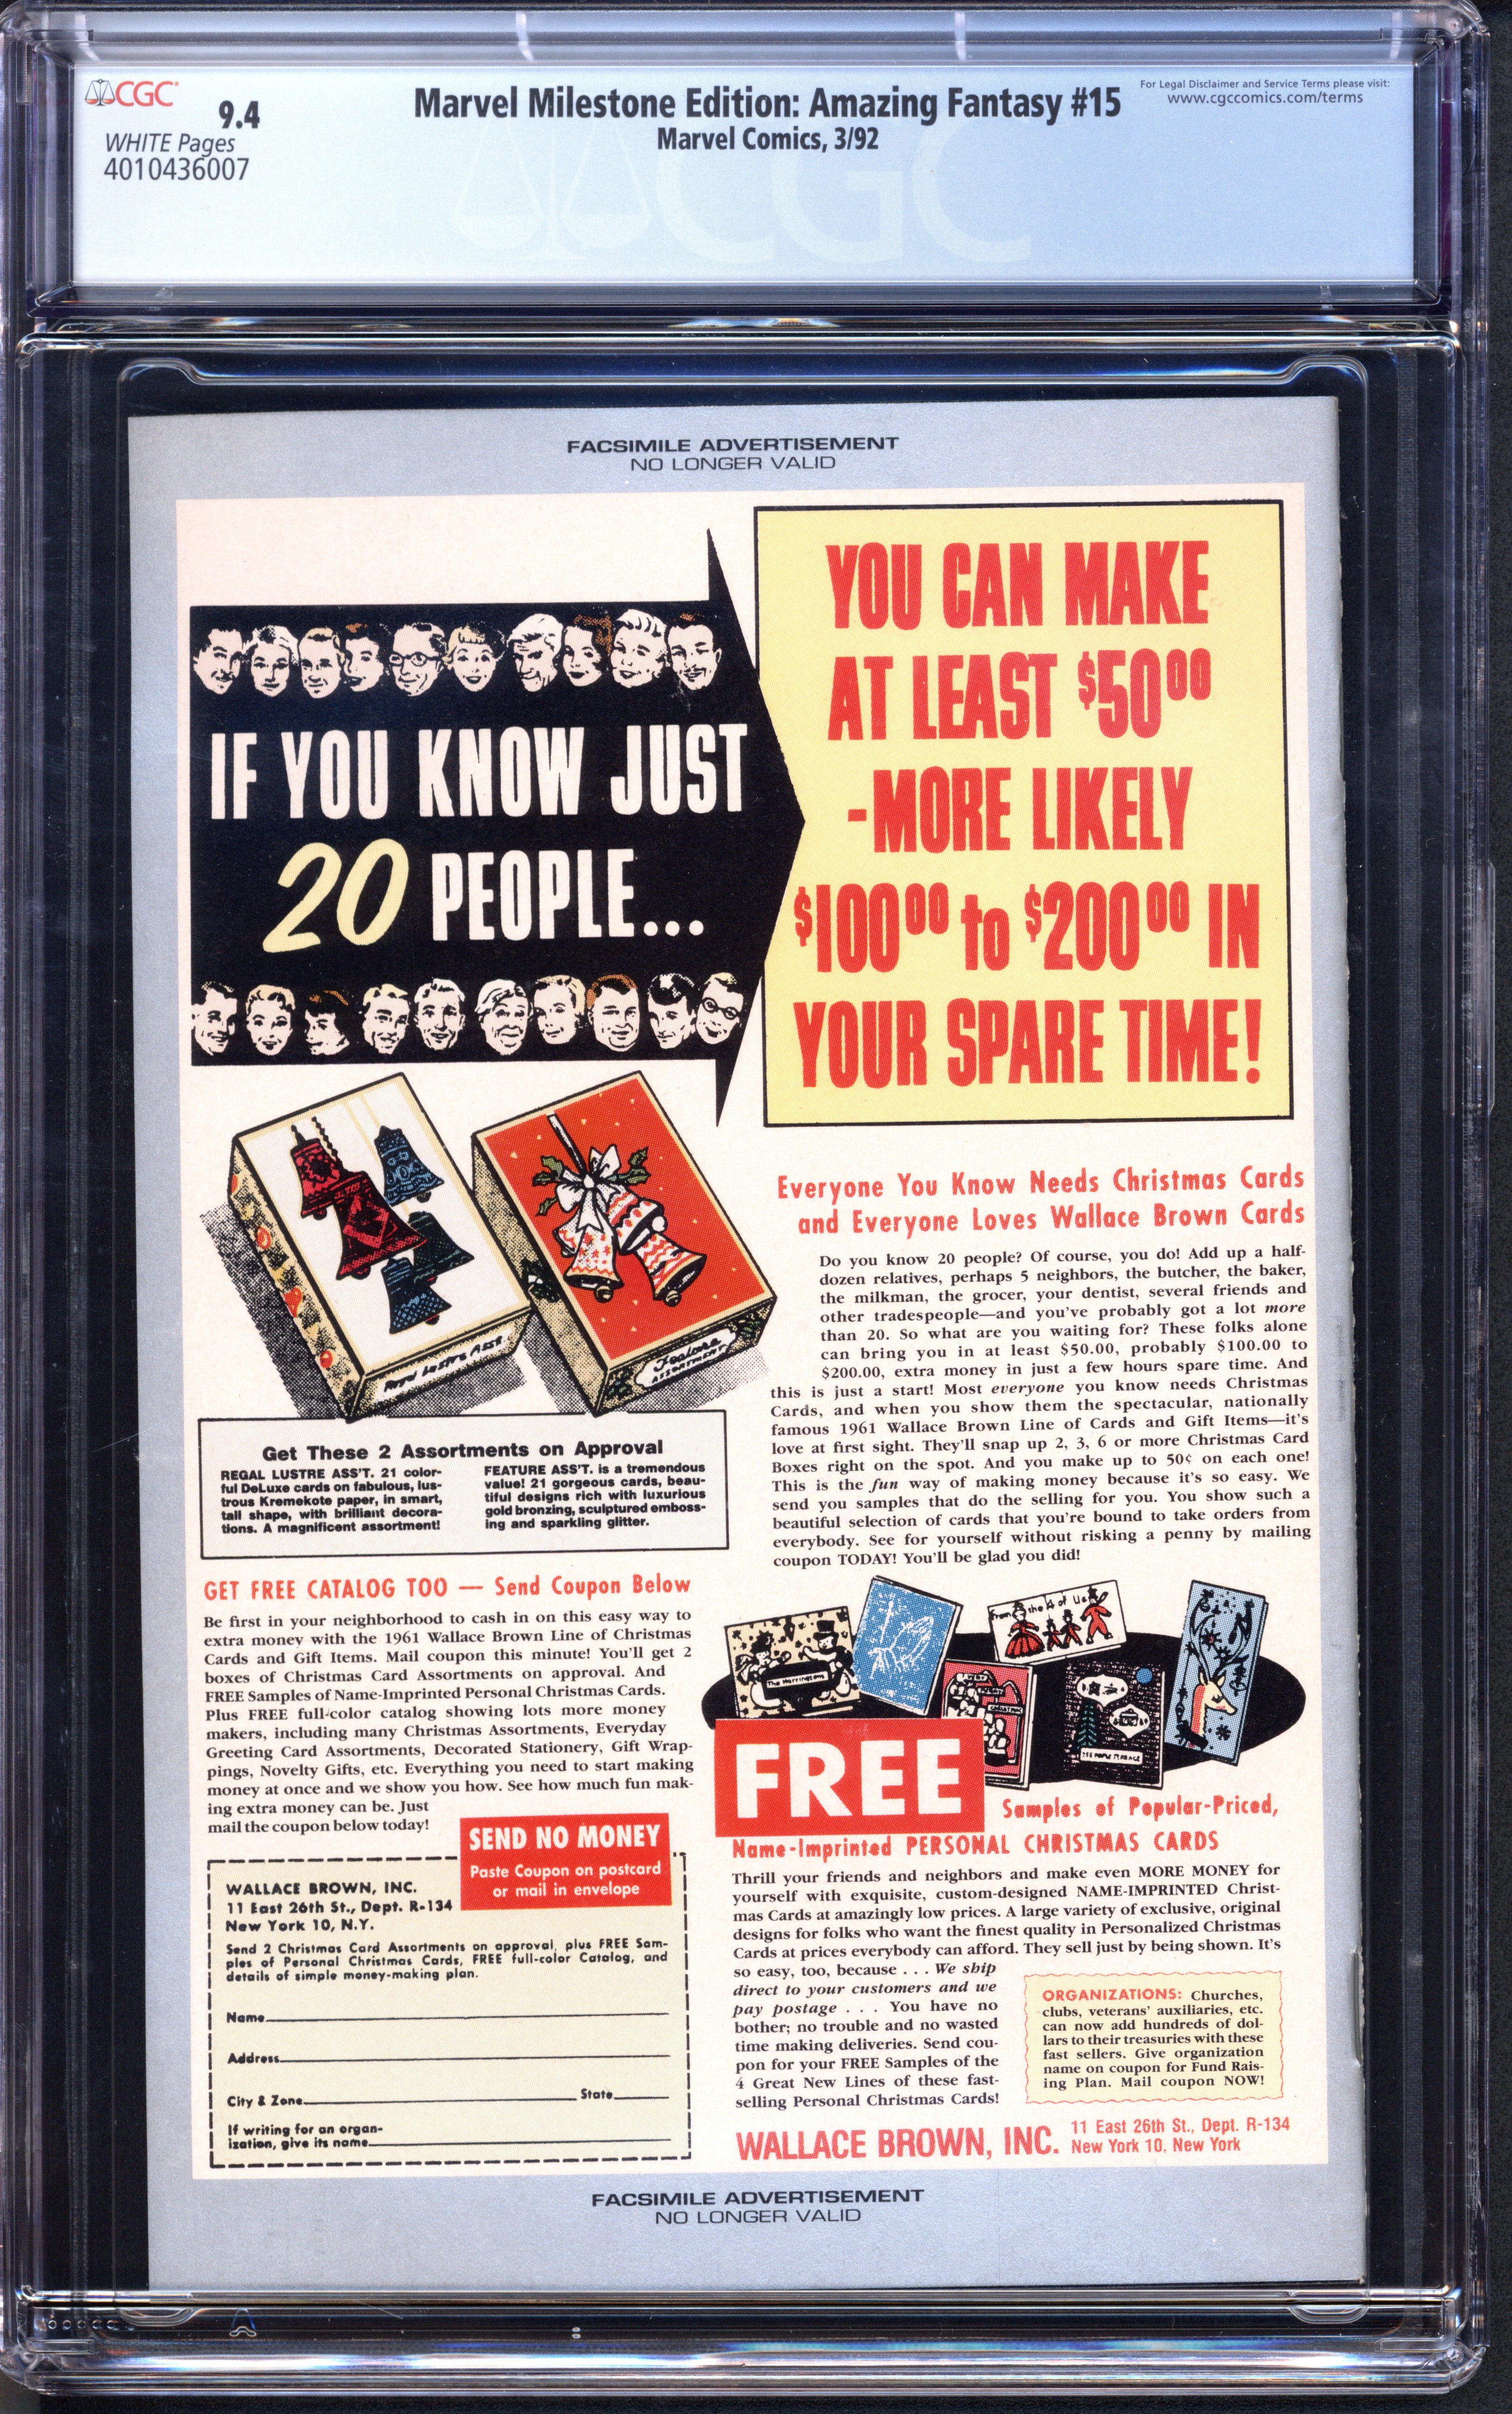 CGC
9.4
WHITE Pages
4010436007
Marvel Milestone Edition: Amazing Fantasy #15
Marvel Comics, 3/92
For Legal Disclaimer and Service Terms please visit:
www.cgccomics.com/terms
CGC
FACSIMILE ADVERTISEMENT
NO LONGER VALID
IF YOU KNOW JUST
20 PEOPLE...
YOU CAN MAKE
AT LEAST $50⁰⁰
-MORE LIKELY
$100⁰⁰ to $200⁰⁰ IN
YOUR SPARE TIME!
Regal Lustre Ass't.
Feature
ASSORTMENT
Get These 2 Assortments on Approval
REGAL LUSTRE ASS'T. 21 color-
ful DeLuxe cards on fabulous, lus-
trous Kremekote paper, in smart,
tall shape, with brilliant decora-
tions. A magnificent assortment!
FEATURE ASS'T. is a tremendous
value! 21 gorgeous cards, beau-
tiful designs rich with luxurious
gold bronzing, sculptured emboss-
ing and sparkling glitter.
Everyone You Know Needs Christmas Cards
and Everyone Loves Wallace Brown Cards
Do you know 20 people? Of course, you do! Add up a half-
dozen relatives, perhaps 5 neighbors, the butcher, the baker,
the milkman, the grocer, your dentist, several friends and
other tradespeople—and you've probably got a lot more
than 20. So what are you waiting for? These folks alone
can bring you in at least $50.00, probably $100.00 to
$200.00, extra money in just a few hours spare time. And
this is just a start! Most everyone you know needs Christmas
Cards, and when you show them the spectacular, nationally
famous 1961 Wallace Brown Line of Cards and Gift Items—it's
love at first sight. They'll snap up 2, 3, 6 or more Christmas Card
Boxes right on the spot. And you make up to 50¢ on each one!
This is the fun way of making money because it's so easy. We
send you samples that do the selling for you. You show such a
beautiful selection of cards that you're bound to take orders from
everybody. See for yourself without risking a penny by mailing
coupon TODAY! You'll be glad you did!
GET FREE CATALOG TOO — Send Coupon Below
Be first in your neighborhood to cash in on this easy way to
extra money with the 1961 Wallace Brown Line of Christmas
Cards and Gift Items. Mail coupon this minute! You'll get 2
boxes of Christmas Card Assortments on approval. And
FREE Samples of Name-Imprinted Personal Christmas Cards.
Plus FREE full-color catalog showing lots more money
makers, including many Christmas Assortments, Everyday
Greeting Card Assortments, Decorated Stationery, Gift Wrap-
pings, Novelty Gifts, etc. Everything you need to start making
money at once and we show you how. See how much fun mak-
ing extra money can be. Just
mail the coupon below today!
SEND NO MONEY
Paste Coupon on postcard
or mail in envelope
WALLACE BROWN, INC.
11 East 26th St., Dept. R-134
New York 10, N.Y.
Send 2 Christmas Card Assortments on approval, plus FREE Sam-
ples of Personal Christmas Cards, FREE full-color Catalog, and
details of simple money-making plan.
Name
Address
City & Zone State
If writing for an organ-
ization, give its name
The Harringtons
From the 4 of Us
FREE
Samples of Popular-Priced,
Name-Imprinted PERSONAL CHRISTMAS CARDS
Thrill your friends and neighbors and make even MORE MONEY for
yourself with exquisite, custom-designed NAME-IMPRINTED Christ-
mas Cards at amazingly low prices. A large variety of exclusive, original
designs for folks who want the finest quality in Personalized Christmas
Cards at prices everybody can afford. They sell just by being shown. It's
so easy, too, because . . . We ship
direct to your customers and we
pay postage . . . You have no
bother; no trouble and no wasted
time making deliveries. Send cou-
pon for your FREE Samples of the
4 Great New Lines of these fast-
selling Personal Christmas Cards!
ORGANIZATIONS: Churches,
clubs, veterans' auxiliaries, etc.
can now add hundreds of dol-
lars to their treasuries with these
fast sellers. Give organization
name on coupon for Fund Rais-
ing Plan. Mail coupon NOW!
WALLACE BROWN, INC.
11 East 26th St., Dept. R-134
New York 10, New York
FACSIMILE ADVERTISEMENT
NO LONGER VALID